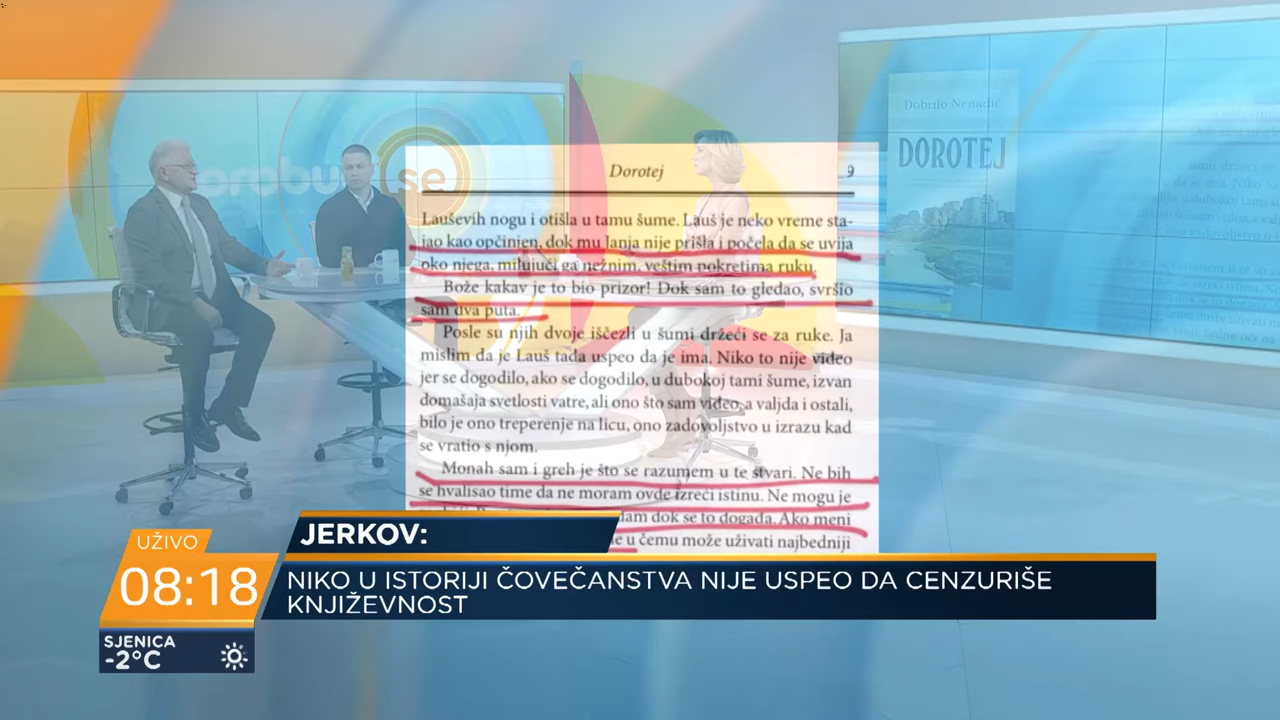 Dobrilo Nenadić
DOROTEJ
se
Dorotej
9
Lauševih nogu i otišla u tamu šume. Lauš je neko vreme sta-
jao kao opčinjen, dok mu Janja nije prišla i počela da se uvija
oko njega, milujući ga nežnim, veštim pokretima ruku.
Bože kakav je to bio prizor! Dok sam to gledao, svršio
sam dva puta.
Posle su njih dvoje iščezli u šumi držeći se za ruke. Ja
mislim da je Lauš tada uspeo da je ima. Niko to nije video
jer se dogodilo, ako se dogodilo, u dubokoj tami šume, izvan
domašaja svetlosti vatre, ali ono što sam video, a valjda i ostali,
bilo je ono treperenje na licu, ono zadovoljstvo u izrazu kad
se vratio s njom.
Monah sam i greh je što se razumem u te stvari. Ne bih
se hvalisao time da ne moram ovde izreći istinu. Ne mogu je
dok se to događa. Ako meni
u čemu može uživati najbedniji
JERKOV:
UŽIVO
08:18
NIKO U ISTORIJI ČOVEČANSTVA NIJE USPEO DA CENZURIŠE
KNJIŽEVNOST
SJENICA
-2°C